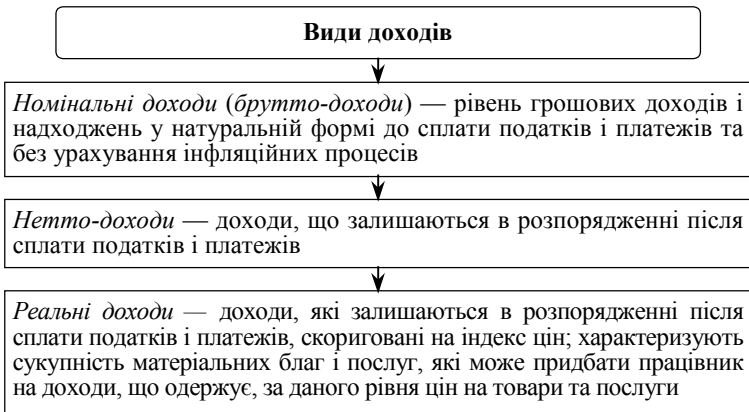 Види доходів
Номінальні доходи (брутто-доходи) — рівень грошових доходів і
надходжень у натуральній формі до сплати податків і платежів та
без урахування інфляційних процесів
Нетто-доходи — доходи, що залишаються в розпорядженні після
сплати податків і платежів
Реальні доходи — доходи, які залишаються в розпорядженні після
сплати податків і платежів, скориговані на індекс цін; характеризують
сукупність матеріальних благ і послуг, які може придбати працівник
на доходи, що одержує, за даного рівня цін на товари та послуги